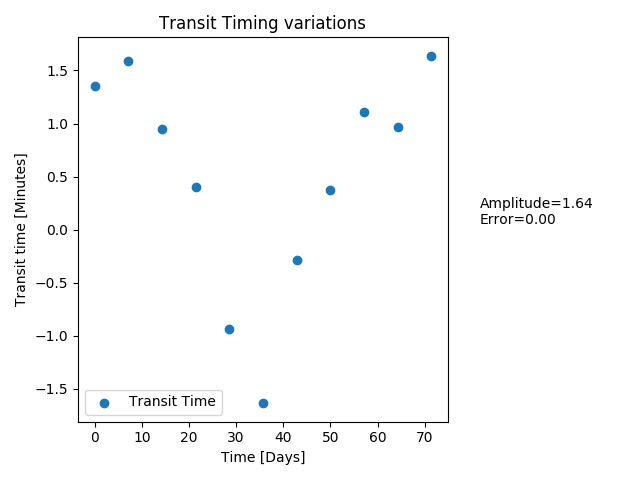 Transit Timing variations
Transit time [Minutes]
1.5
1.0
0.5
0.0
−0.5
−1.0
−1.5
Transit Time
0 10 20 30 40 50 60 70
Time [Days]
Amplitude=1.64
Error=0.00